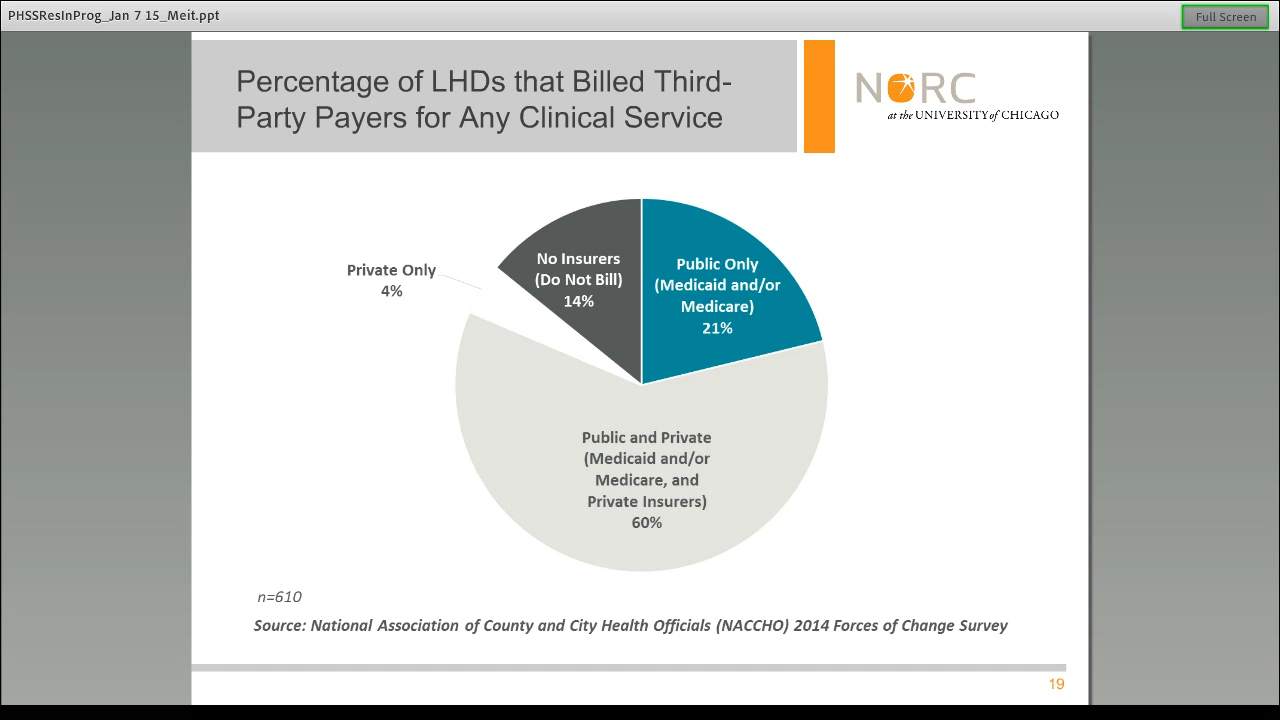 PHSSResInProg_Jan 7 15_Meit.ppt
Full Screen
Percentage of LHDs that Billed Third-
Party Payers for Any Clinical Service
NORC
at the UNIVERSITY of CHICAGO
Private Only
4%
No Insurers
(Do Not Bill)
14%
Public Only
(Medicaid and/or
Medicare)
21%
Public and Private
(Medicaid and/or
Medicare, and
Private Insurers)
60%
n=610
Source: National Association of County and City Health Officials (NACCHO) 2014 Forces of Change Survey
19